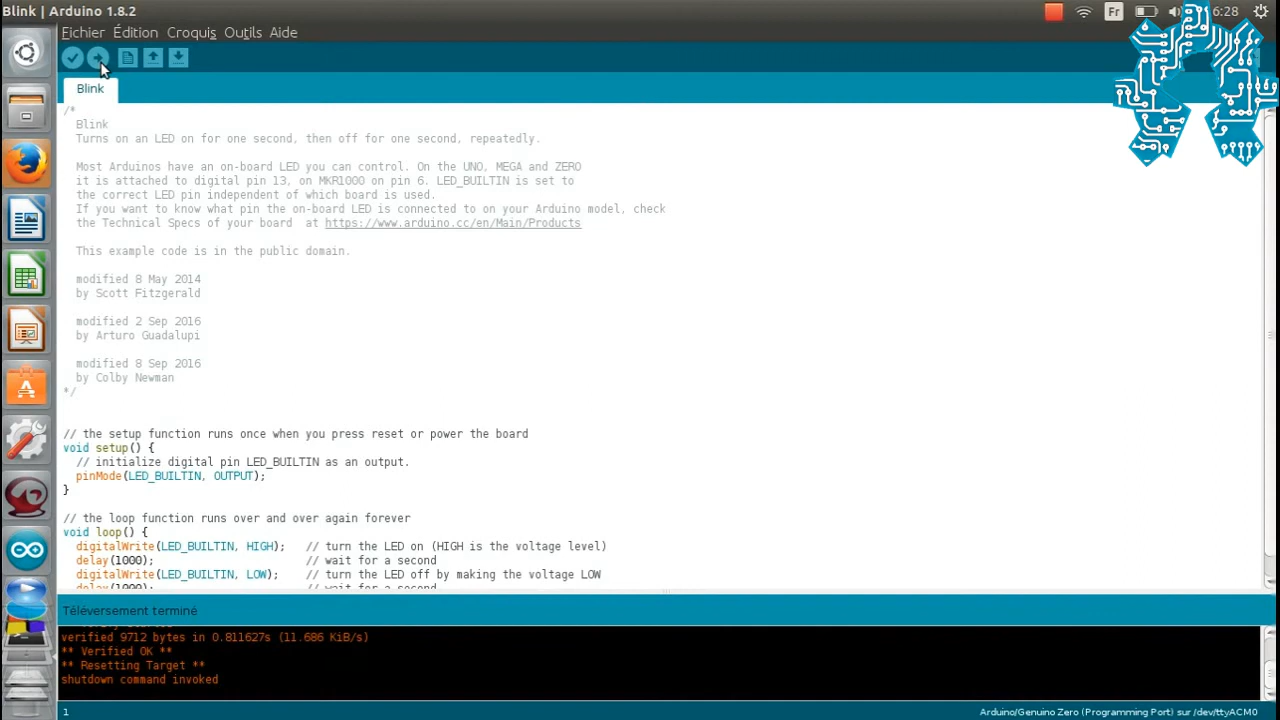 Blink | Arduino 1.8.2
Fr
6:28
Fichier Édition Croquis Outils Aide
Blink
/*
Blink
Turns on an LED on for one second, then off for one second, repeatedly.
Most Arduinos have an on-board LED you can control. On the UNO, MEGA and ZERO
it is attached to digital pin 13, on MKR1000 on pin 6. LED_BUILTIN is set to
the correct LED pin independent of which board is used.
If you want to know what pin the on-board LED is connected to on your Arduino model, check
the Technical Specs of your board  at https://www.arduino.cc/en/Main/Products
This example code is in the public domain.
modified 8 May 2014
by Scott Fitzgerald
modified 2 Sep 2016
by Arturo Guadalupi
modified 8 Sep 2016
by Colby Newman
*/
// the setup function runs once when you press reset or power the board
void setup() {
// initialize digital pin LED_BUILTIN as an output.
pinMode(LED_BUILTIN, OUTPUT);
}
// the loop function runs over and over again forever
void loop() {
digitalWrite(LED_BUILTIN, HIGH);   // turn the LED on (HIGH is the voltage level)
delay(1000);                       // wait for a second
digitalWrite(LED_BUILTIN, LOW);    // turn the LED off by making the voltage LOW
delay(1000);                       // wait for a second
Téléversement terminé
verified 9712 bytes in 0.811627s (11.686 KiB/s)
** Verified OK **
** Resetting Target **
shutdown command invoked
1
Arduino/Genuino Zero (Programming Port) sur /dev/ttyACM0